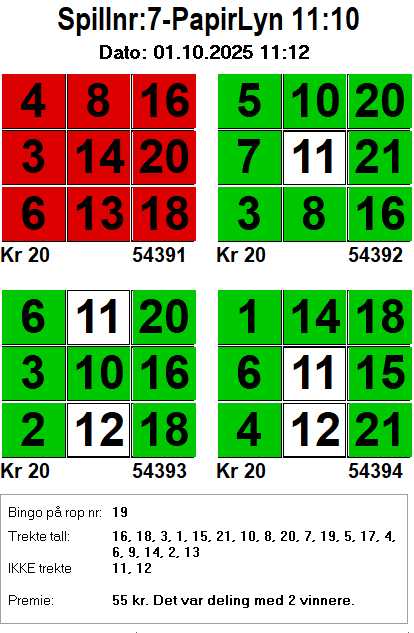 Spillnr:7-PapirLyn 11:10
Dato: 01.10.2025 11:12
4 8 16
3 14 20
6 13 18
Kr 20 54391
5 10 20
7 11 21
3 8 16
Kr 20 54392
6 11 20
3 10 16
2 12 18
Kr 20 54393
1 14 18
6 11 15
4 12 21
Kr 20 54394
Bingo på rop nr: 19
Trekte tall: 16, 18, 3, 1, 15, 21, 10, 8, 20, 7, 19, 5, 17, 4,
6, 9, 14, 2, 13
IKKE trekte 11, 12
Premie: 55 kr. Det var deling med 2 vinnere.